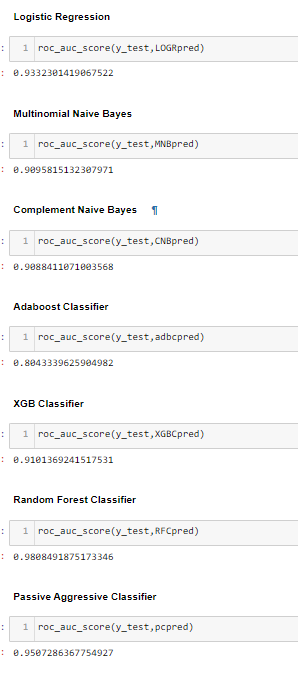 Logistic Regression
: 1 roc_auc_score(y_test,LOGRpred)
: 0.9332301419067522
Multinomial Naive Bayes
: 1 roc_auc_score(y_test,MNBpred)
: 0.9095815132307971
Complement Naive Bayes ¶
: 1 roc_auc_score(y_test,CNBpred)
: 0.9088411071003568
Adaboost Classifier
: 1 roc_auc_score(y_test,adbcpred)
: 0.8043339625904982
XGB Classifier
: 1 roc_auc_score(y_test,XGBCpred)
: 0.9101369241517531
Random Forest Classifier
: 1 roc_auc_score(y_test,RFCpred)
: 0.9808491875173346
Passive Aggressive Classifier
: 1 roc_auc_score(y_test,pcpred)
: 0.9507286367754927